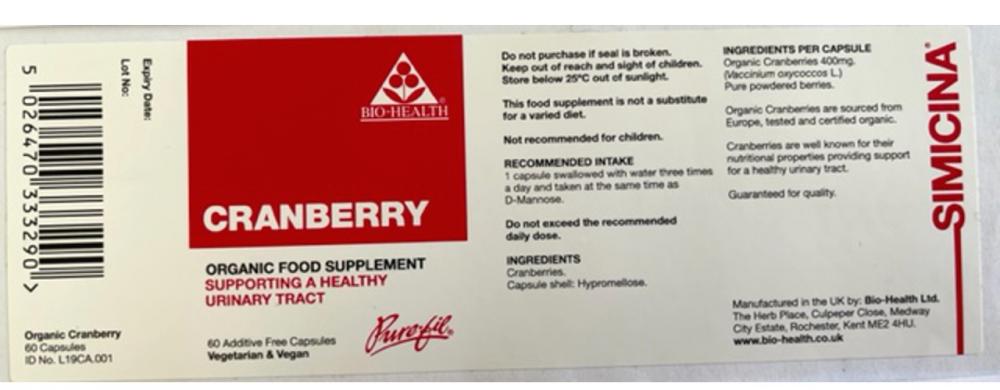 Expiry Date:
Lot No:
5 026470 333290 >
Organic Cranberry
60 Capsules
ID No. L19CA.001
BIO-HEALTH®
CRANBERRY
ORGANIC FOOD SUPPLEMENT
SUPPORTING A HEALTHY
URINARY TRACT
60 Additive Free Capsules
Vegetarian & Vegan
Pure-fil®
Do not purchase if seal is broken.
Keep out of reach and sight of children.
Store below 25°C out of sunlight.
This food supplement is not a substitute
for a varied diet.
Not recommended for children.
RECOMMENDED INTAKE
1 capsule swallowed with water three times
a day and taken at the same time as
D-Mannose.
Do not exceed the recommended
daily dose.
INGREDIENTS
Cranberries.
Capsule shell: Hypromellose.
INGREDIENTS PER CAPSULE
Organic Cranberries 400mg.
(Vaccinium oxycoccos L.)
Pure powdered berries.
Organic Cranberries are sourced from
Europe, tested and certified organic.
Cranberries are well known for their
nutritional properties providing support
for a healthy urinary tract.
Guaranteed for quality.
Manufactured in the UK by: Bio-Health Ltd.
The Herb Place, Culpeper Close, Medway
City Estate, Rochester, Kent ME2 4HU.
www.bio-health.co.uk
SIMICINA®